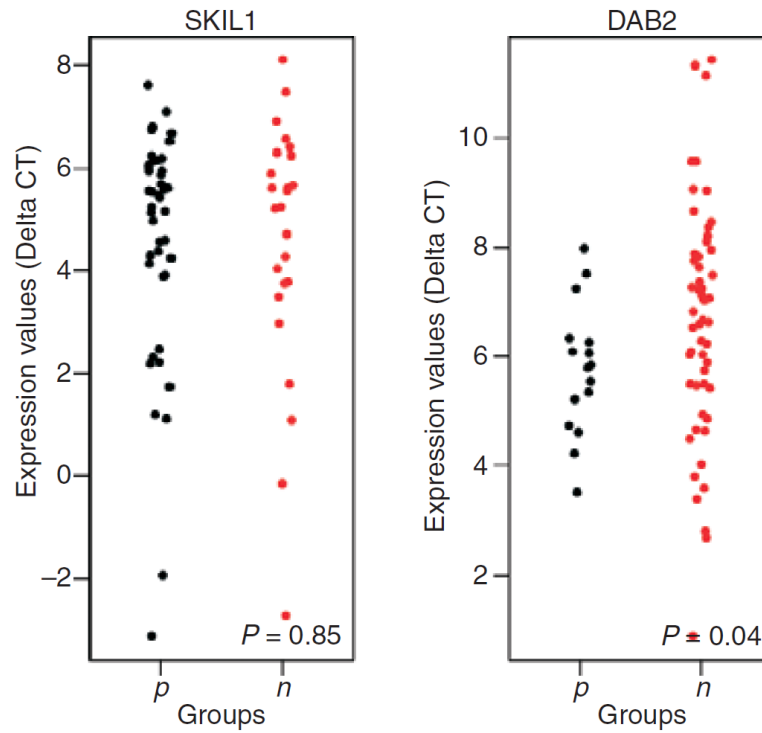 SKIL1
Expression values (Delta CT)
8
6
4
2
0
–2
P = 0.85
p
n
Groups
DAB2
Expression values (Delta CT)
10
8
6
4
2
P = 0.04
p
n
Groups